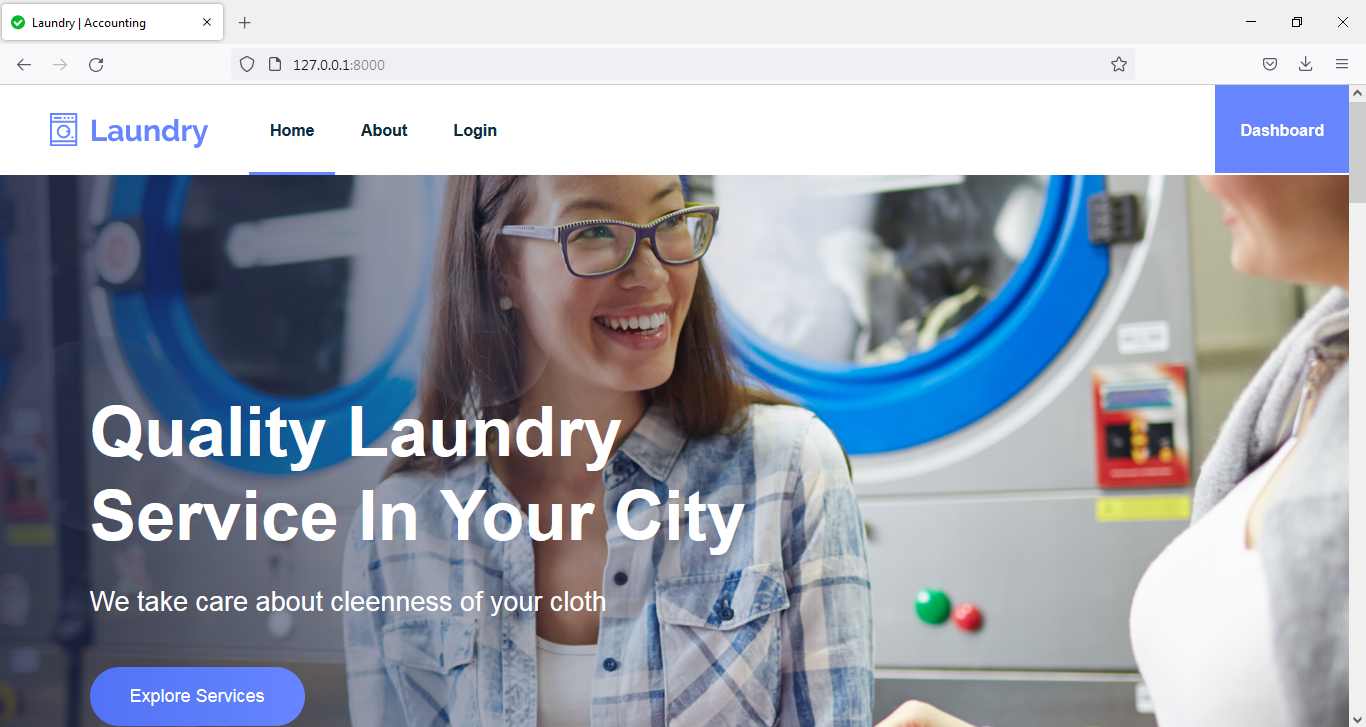 Laundry | Accounting
127.0.0.1:8000
Laundry
Home
About
Login
Dashboard
Quality Laundry
Service In Your City
We take care about cleenness of your cloth
Explore Services